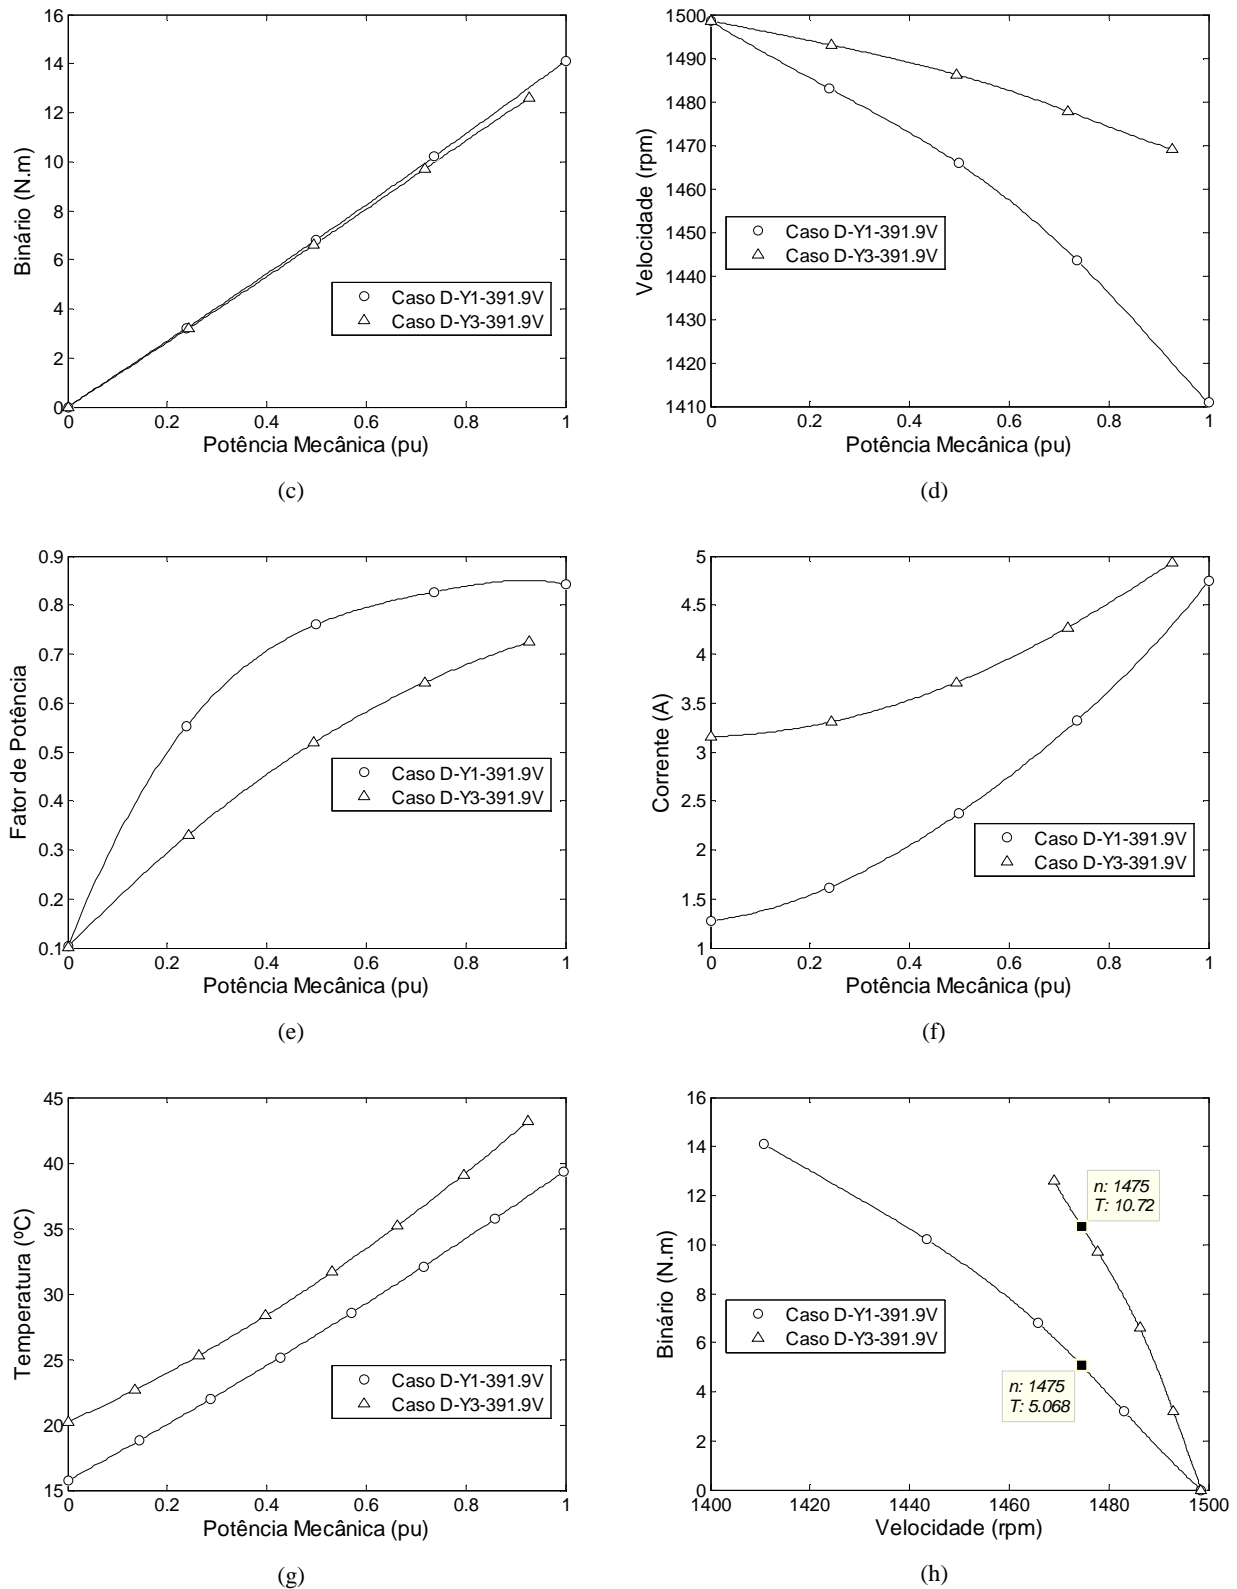 16
14
12
10
8
6
4
2
0
Binário (N.m)
0 0.2 0.4 0.6 0.8 1
Potência Mecânica (pu)
Caso D-Y1-391.9V
Caso D-Y3-391.9V
(c)
1500
1490
1480
1470
1460
1450
1440
1430
1420
1410
Velocidade (rpm)
0 0.2 0.4 0.6 0.8 1
Potência Mecânica (pu)
Caso D-Y1-391.9V
Caso D-Y3-391.9V
(d)
0.9
0.8
0.7
0.6
0.5
0.4
0.3
0.2
0.1
Fator de Potência
0 0.2 0.4 0.6 0.8 1
Potência Mecânica (pu)
Caso D-Y1-391.9V
Caso D-Y3-391.9V
(e)
5
4.5
4
3.5
3
2.5
2
1.5
1
Corrente (A)
0 0.2 0.4 0.6 0.8 1
Potência Mecânica (pu)
Caso D-Y1-391.9V
Caso D-Y3-391.9V
(f)
45
40
35
30
25
20
15
Temperatura (ºC)
0 0.2 0.4 0.6 0.8 1
Potência Mecânica (pu)
Caso D-Y1-391.9V
Caso D-Y3-391.9V
(g)
16
14
12
10
8
6
4
2
0
Binário (N.m)
1400 1420 1440 1460 1480 1500
Velocidade (rpm)
n: 1475
T: 10.72
Caso D-Y1-391.9V
Caso D-Y3-391.9V
n: 1475
T: 5.068
(h)